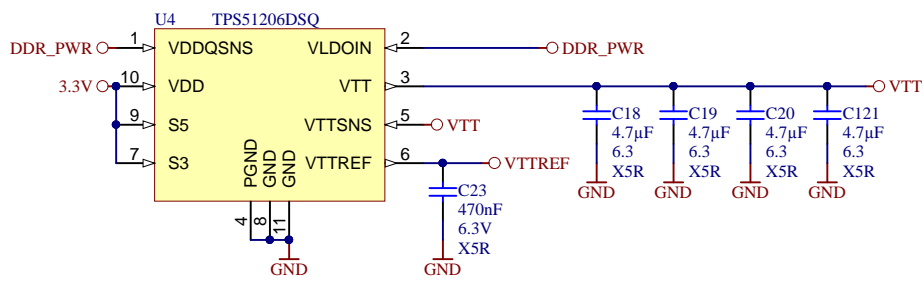 U4 TPS51206DSQ
DDR_PWR 1 VDDQSNS VLDOIN 2 DDR_PWR
3.3V 10 VDD VTT 3 VTT
9 S5 VTTSNS 5 VTT
7 S3 VTTREF 6 VTTREF
PGND GND GND
4 8 11
GND
C23
470nF
6.3V
X5R
GND
C18
4.7µF
6.3
X5R
GND
C19
4.7µF
6.3
X5R
GND
C20
4.7µF
6.3
X5R
GND
C121
4.7µF
6.3
X5R
GND